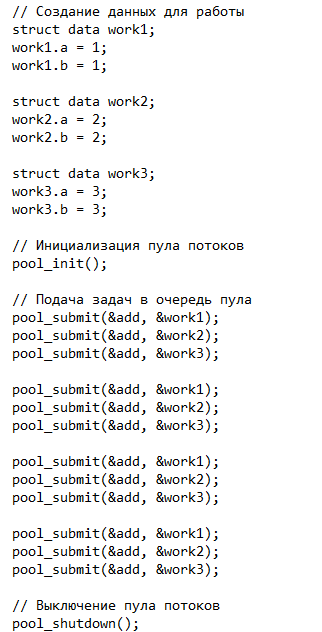 // Создание данных для работы
struct data work1;
work1.a = 1;
work1.b = 1;

struct data work2;
work2.a = 2;
work2.b = 2;

struct data work3;
work3.a = 3;
work3.b = 3;

// Инициализация пула потоков
pool_init();

// Подача задач в очередь пула
pool_submit(&add, &work1);
pool_submit(&add, &work2);
pool_submit(&add, &work3);

pool_submit(&add, &work1);
pool_submit(&add, &work2);
pool_submit(&add, &work3);

pool_submit(&add, &work1);
pool_submit(&add, &work2);
pool_submit(&add, &work3);

pool_submit(&add, &work1);
pool_submit(&add, &work2);
pool_submit(&add, &work3);

// Выключение пула потоков
pool_shutdown();